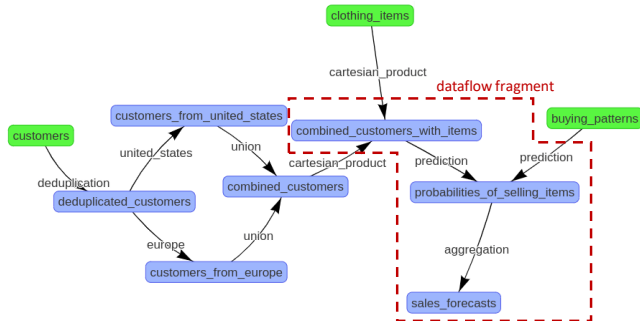 clothing_items
cartesian_product
dataflow fragment
customers_from_united_states
buying_patterns
customers
combined_customers_with_items
united_states
union
cartesian_product
prediction
prediction
deduplication
combined_customers
probabilities_of_selling_items
deduplicated_customers
europe
union
aggregation
customers_from_europe
sales_forecasts